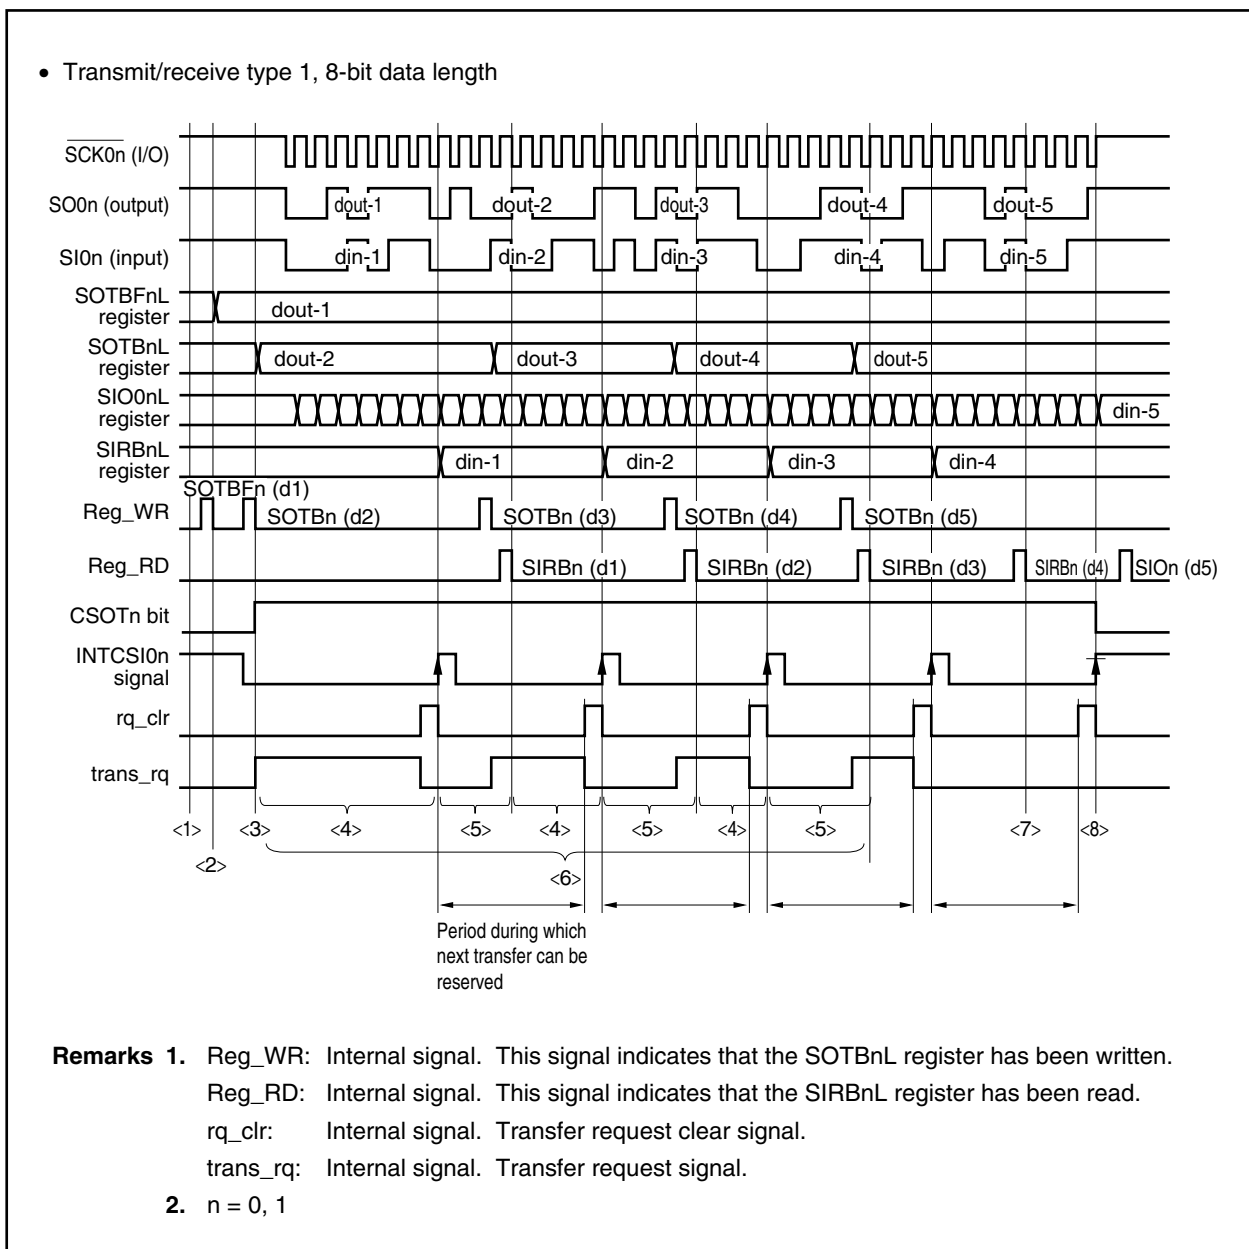 • Transmit/receive type 1, 8-bit data length
SCK0n (I/O)
SO0n (output) dout-1 dout-2 dout-3 dout-4 dout-5
SI0n (input) din-1 din-2 din-3 din-4 din-5
SOTBFnL
register dout-1
SOTBnL
register dout-2 dout-3 dout-4 dout-5
SIO0nL
register din-5
SIRBnL
register din-1 din-2 din-3 din-4
SOTBFn (d1)
Reg_WR SOTBn (d2) SOTBn (d3) SOTBn (d4) SOTBn (d5)
Reg_RD SIRBn (d1) SIRBn (d2) SIRBn (d3) SIRBn (d4) SIOn (d5)
CSOTn bit
INTCSI0n
signal
rq_clr
trans_rq
<1> <3> <4> <5> <4> <5> <4> <5> <7> <8>
<2> <6>
Period during which
next transfer can be
reserved
Remarks 1. Reg_WR: Internal signal. This signal indicates that the SOTBnL register has been written.
Reg_RD: Internal signal. This signal indicates that the SIRBnL register has been read.
rq_clr: Internal signal. Transfer request clear signal.
trans_rq: Internal signal. Transfer request signal.
2. n = 0, 1